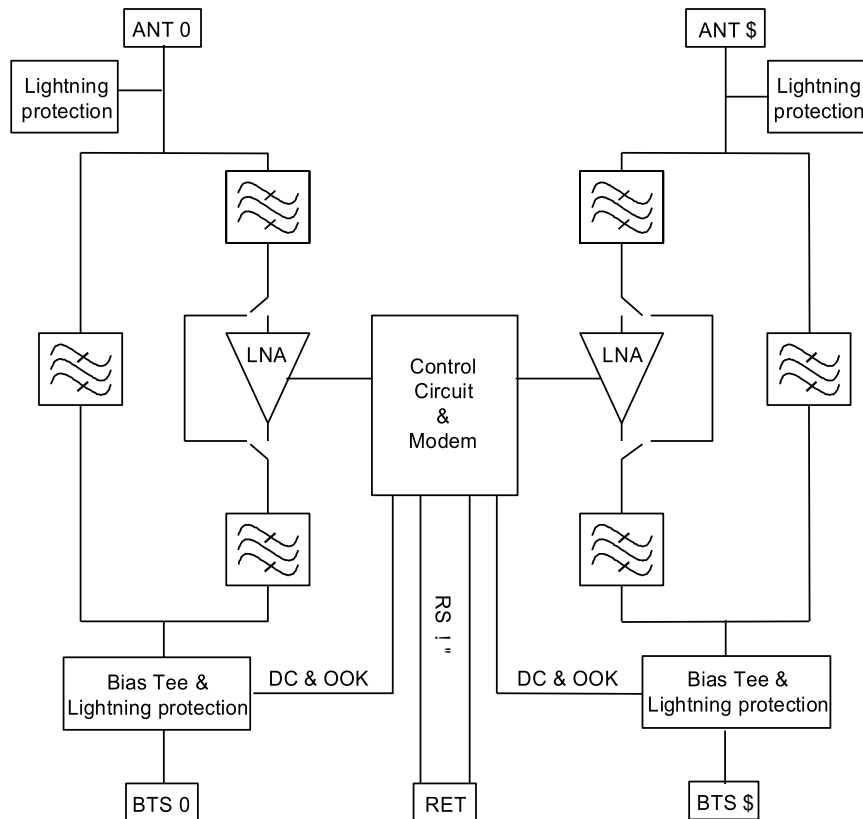 ANT 0
ANT $
Lightning
protection
Lightning
protection
LNA
LNA
Control
Circuit
&
Modem
RS ! "
DC & OOK
DC & OOK
Bias Tee &
Lightning protection
Bias Tee &
Lightning protection
BTS 0
RET
BTS $